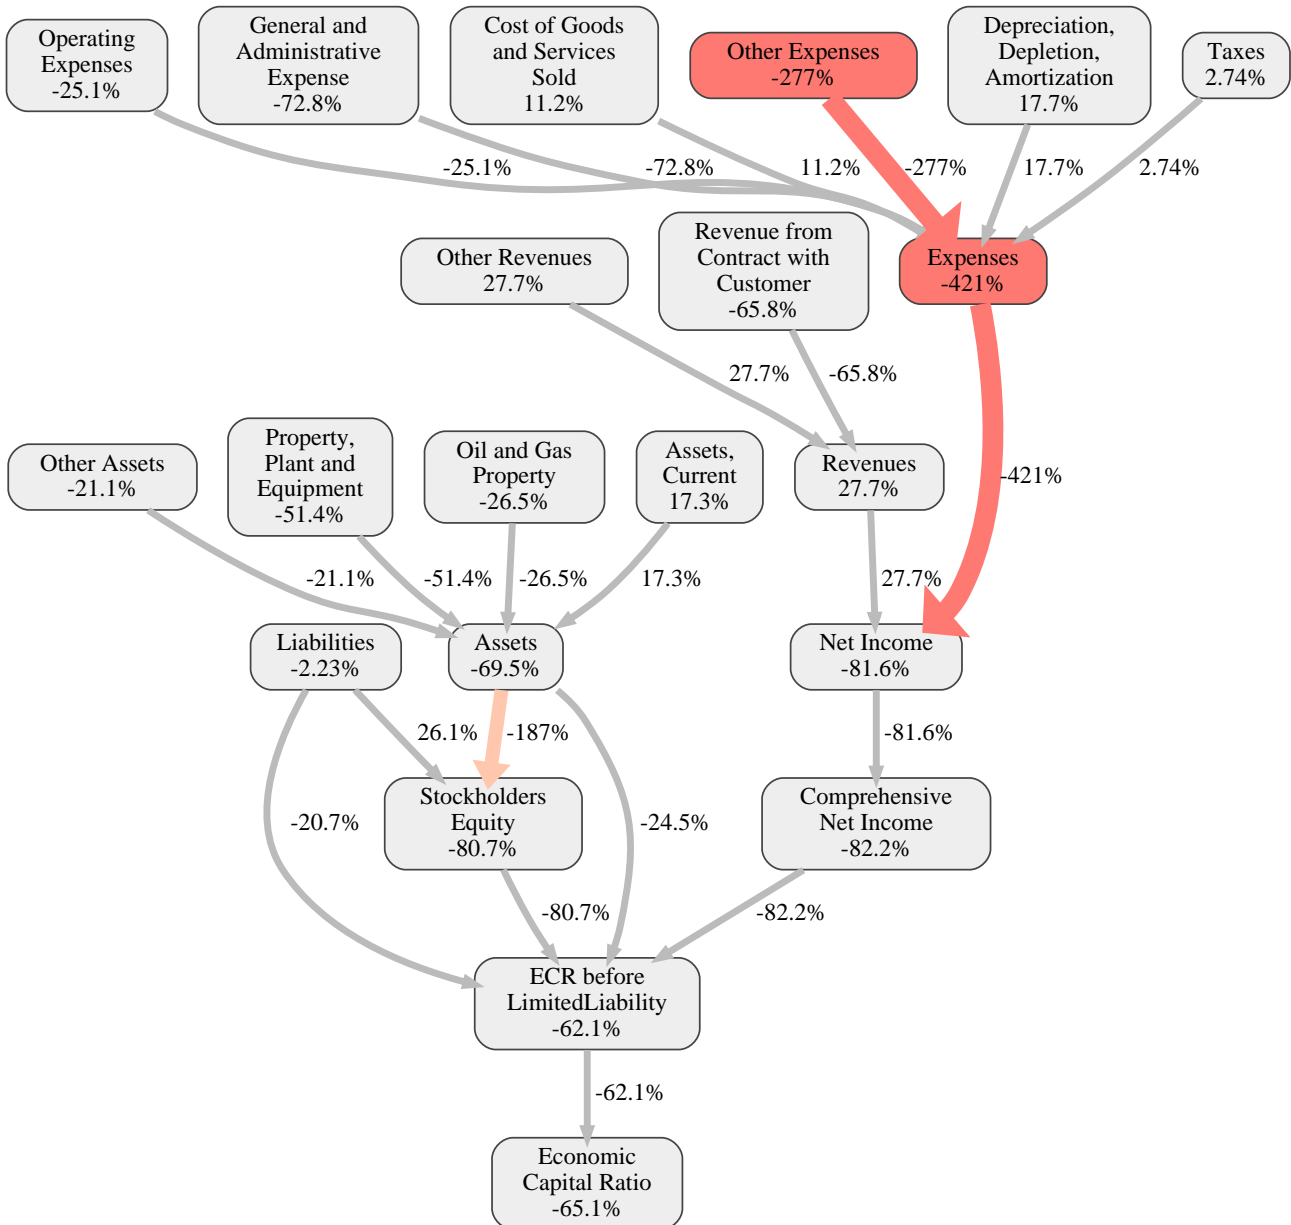 Operating
Expenses
-25.1%
General and
Administrative
Expense
-72.8%
Cost of Goods
and Services
Sold
11.2%
Other Expenses
-277%
Depreciation,
Depletion,
Amortization
17.7%
Taxes
2.74%
-25.1%
-72.8%
11.2%
-277%
17.7%
2.74%
Other Revenues
27.7%
Revenue from
Contract with
Customer
-65.8%
Expenses
-421%
27.7%
-65.8%
-421%
Other Assets
-21.1%
Property,
Plant and
Equipment
-51.4%
Oil and Gas
Property
-26.5%
Assets,
Current
17.3%
Revenues
27.7%
-21.1%
-51.4%
-26.5%
17.3%
27.7%
Liabilities
-2.23%
Assets
-69.5%
Net Income
-81.6%
26.1%
-187%
-81.6%
-20.7%
Stockholders
Equity
-80.7%
-24.5%
Comprehensive
Net Income
-82.2%
-80.7%
-82.2%
ECR before
LimitedLiability
-62.1%
-62.1%
Economic
Capital Ratio
-65.1%